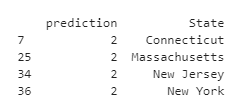 prediction State
7 2 Connecticut
25 2 Massachusetts
34 2 New Jersey
36 2 New York